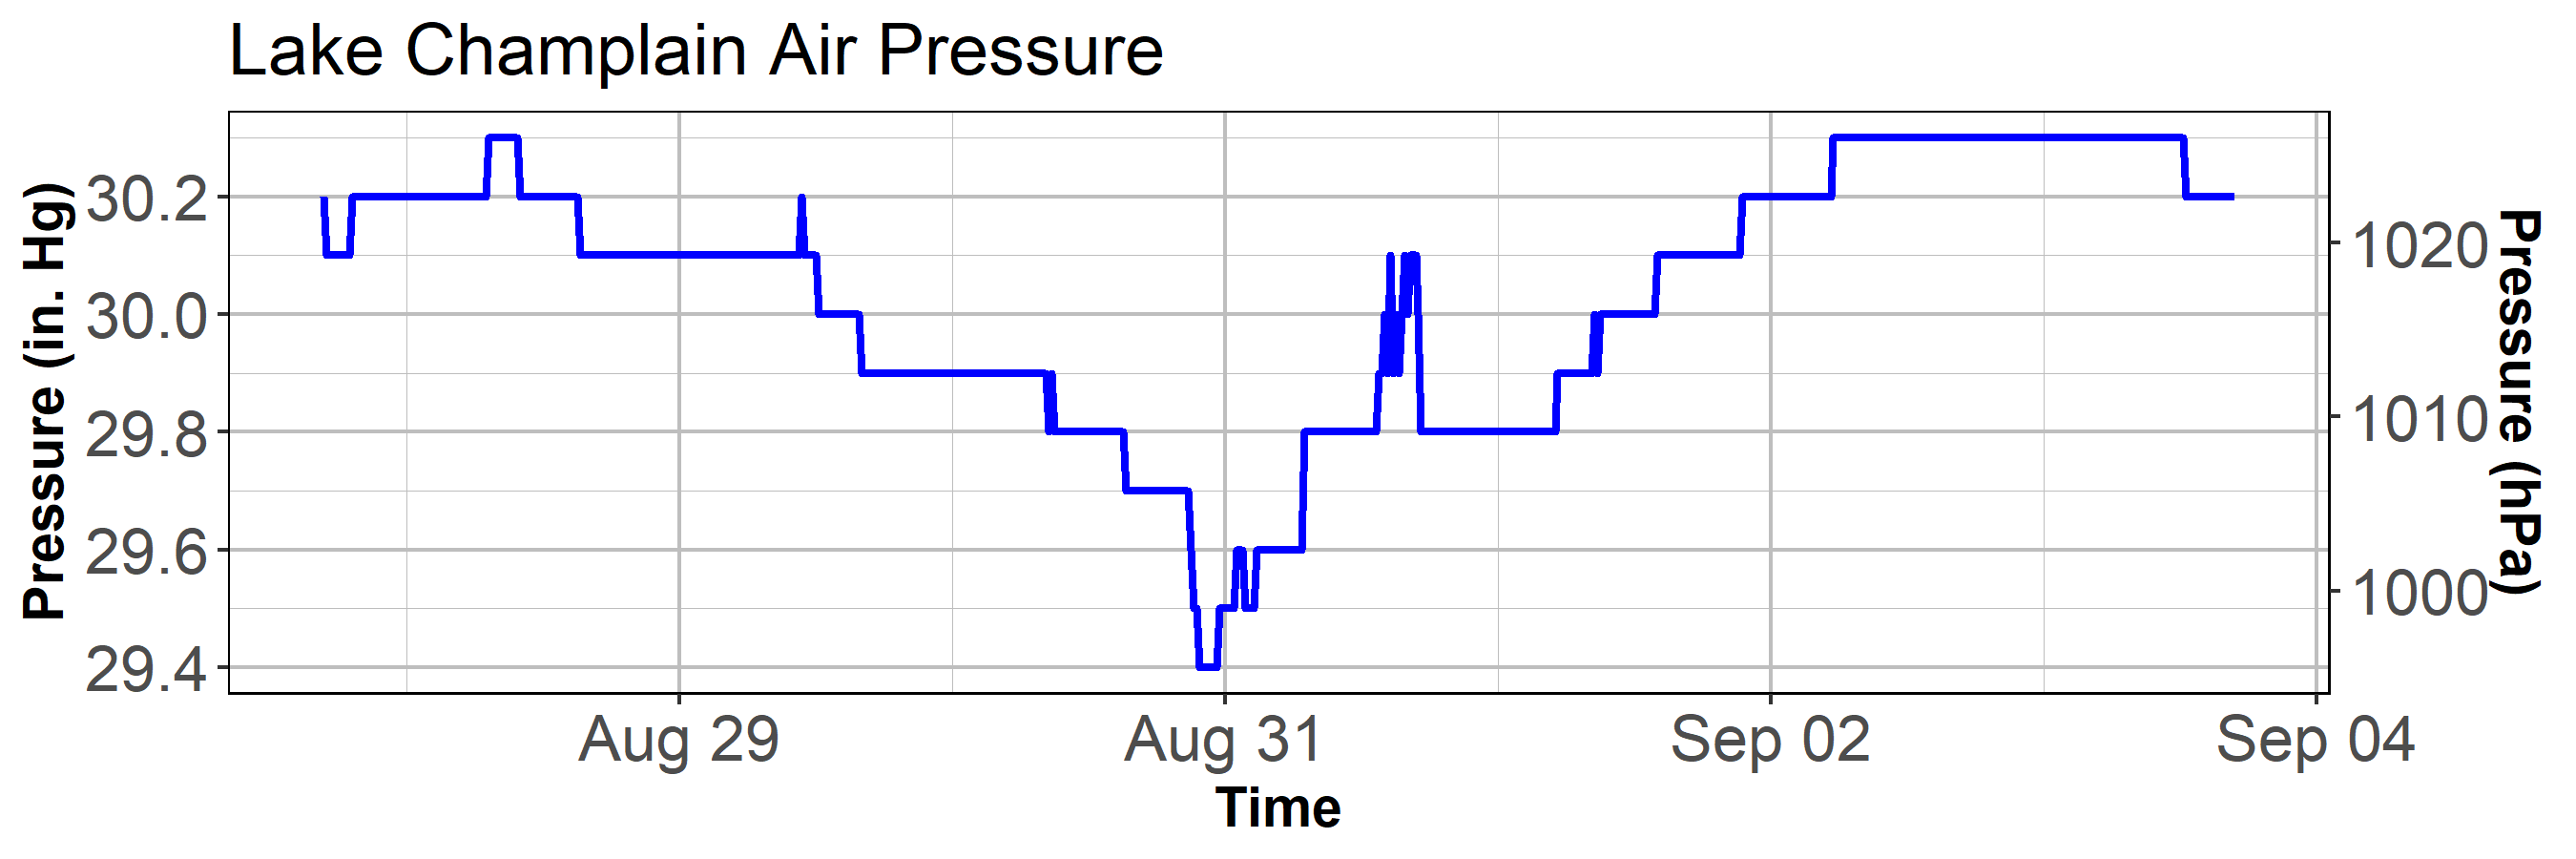 Lake Champlain Air Pressure
Pressure (in. Hg)
30.2
30.0
29.8
29.6
29.4
1020
1010
1000
Pressure (hPa)
Aug 29
Aug 31
Sep 02
Sep 04
Time